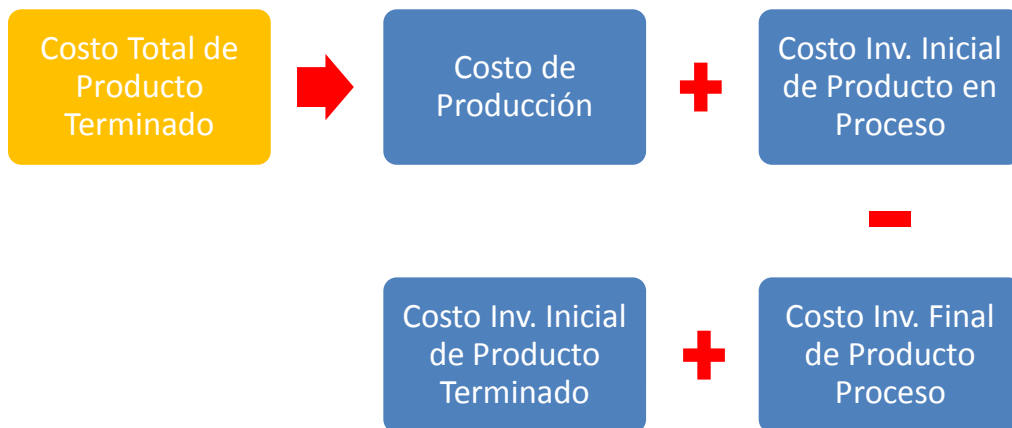 Costo Total de
Producto
Terminado
Costo de
Producción
Costo Inv. Inicial
de Producto en
Proceso
Costo Inv. Inicial
de Producto
Terminado
Costo Inv. Final
de Producto
Proceso